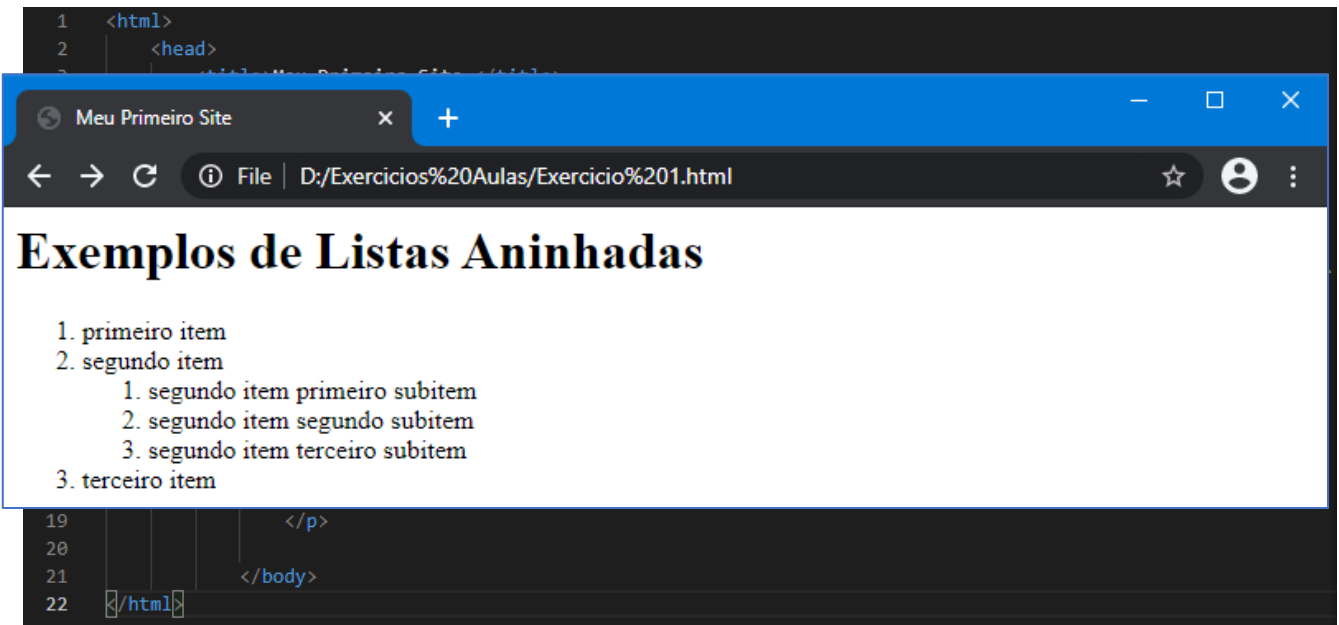 1 <html>
2 <head>
Meu Primeiro Site
File D:/Exercicios%20Aulas/Exercicio%201.html
Exemplos de Listas Aninhadas
1. primeiro item
2. segundo item
1. segundo item primeiro subitem
2. segundo item segundo subitem
3. segundo item terceiro subitem
3. terceiro item
19 </p>
20
21 </body>
22 </html>